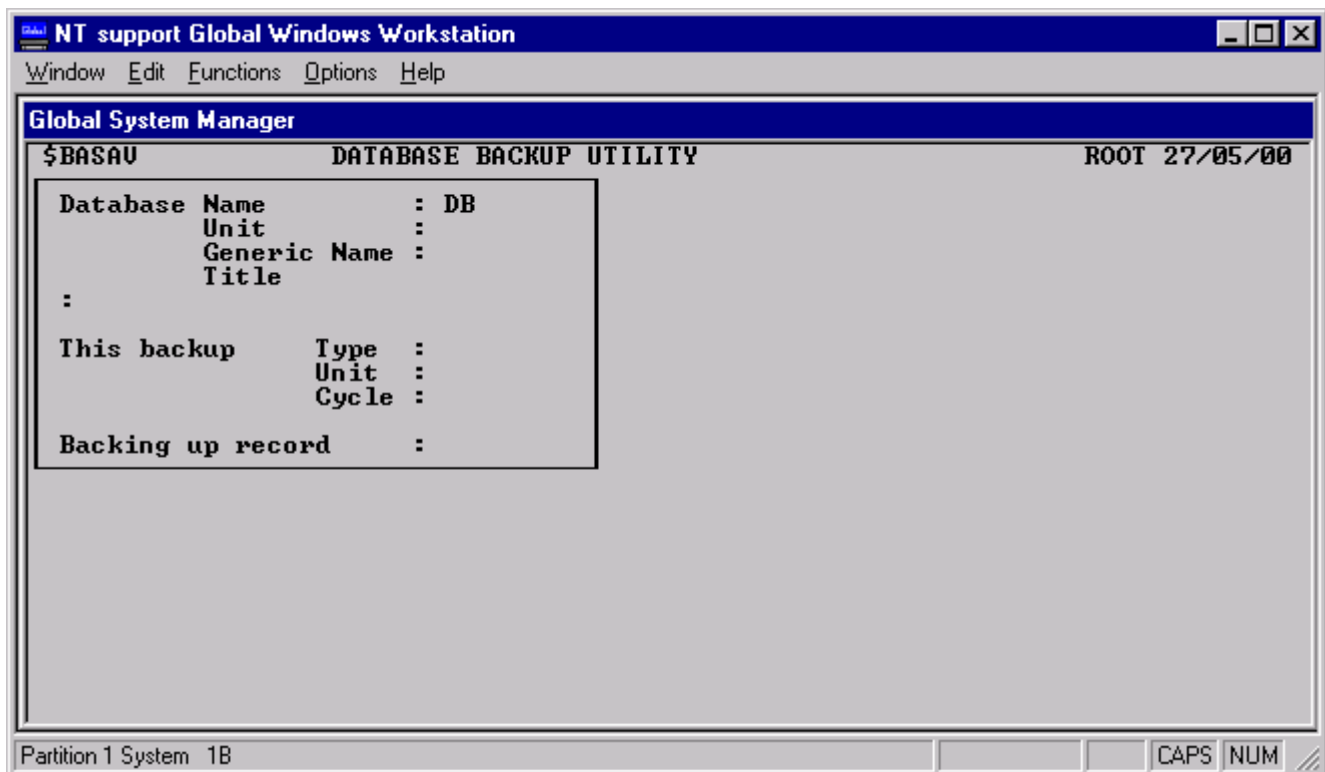 NT support Global Windows Workstation
Window Edit Functions Options Help
Global System Manager
$BASAV DATABASE BACKUP UTILITY ROOT 27/05/00
Database Name : DB
Unit :
Generic Name :
Title
:
This backup Type :
Unit :
Cycle :
Backing up record :
Partition 1 System 1B CAPS NUM